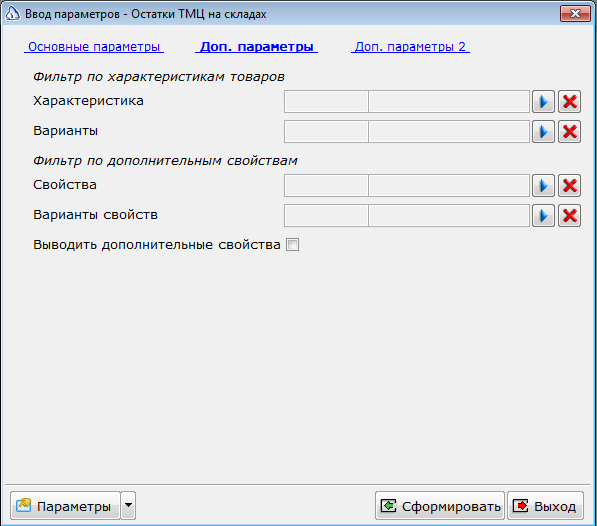 Ввод параметров - Остатки ТМЦ на складах
Основные параметры Доп. параметры Доп. параметры 2
Фильтр по характеристикам товаров
Характеристика
Варианты
Фильтр по дополнительным свойствам
Свойства
Варианты свойств
Выводить дополнительные свойства
Параметры Сформировать Выход